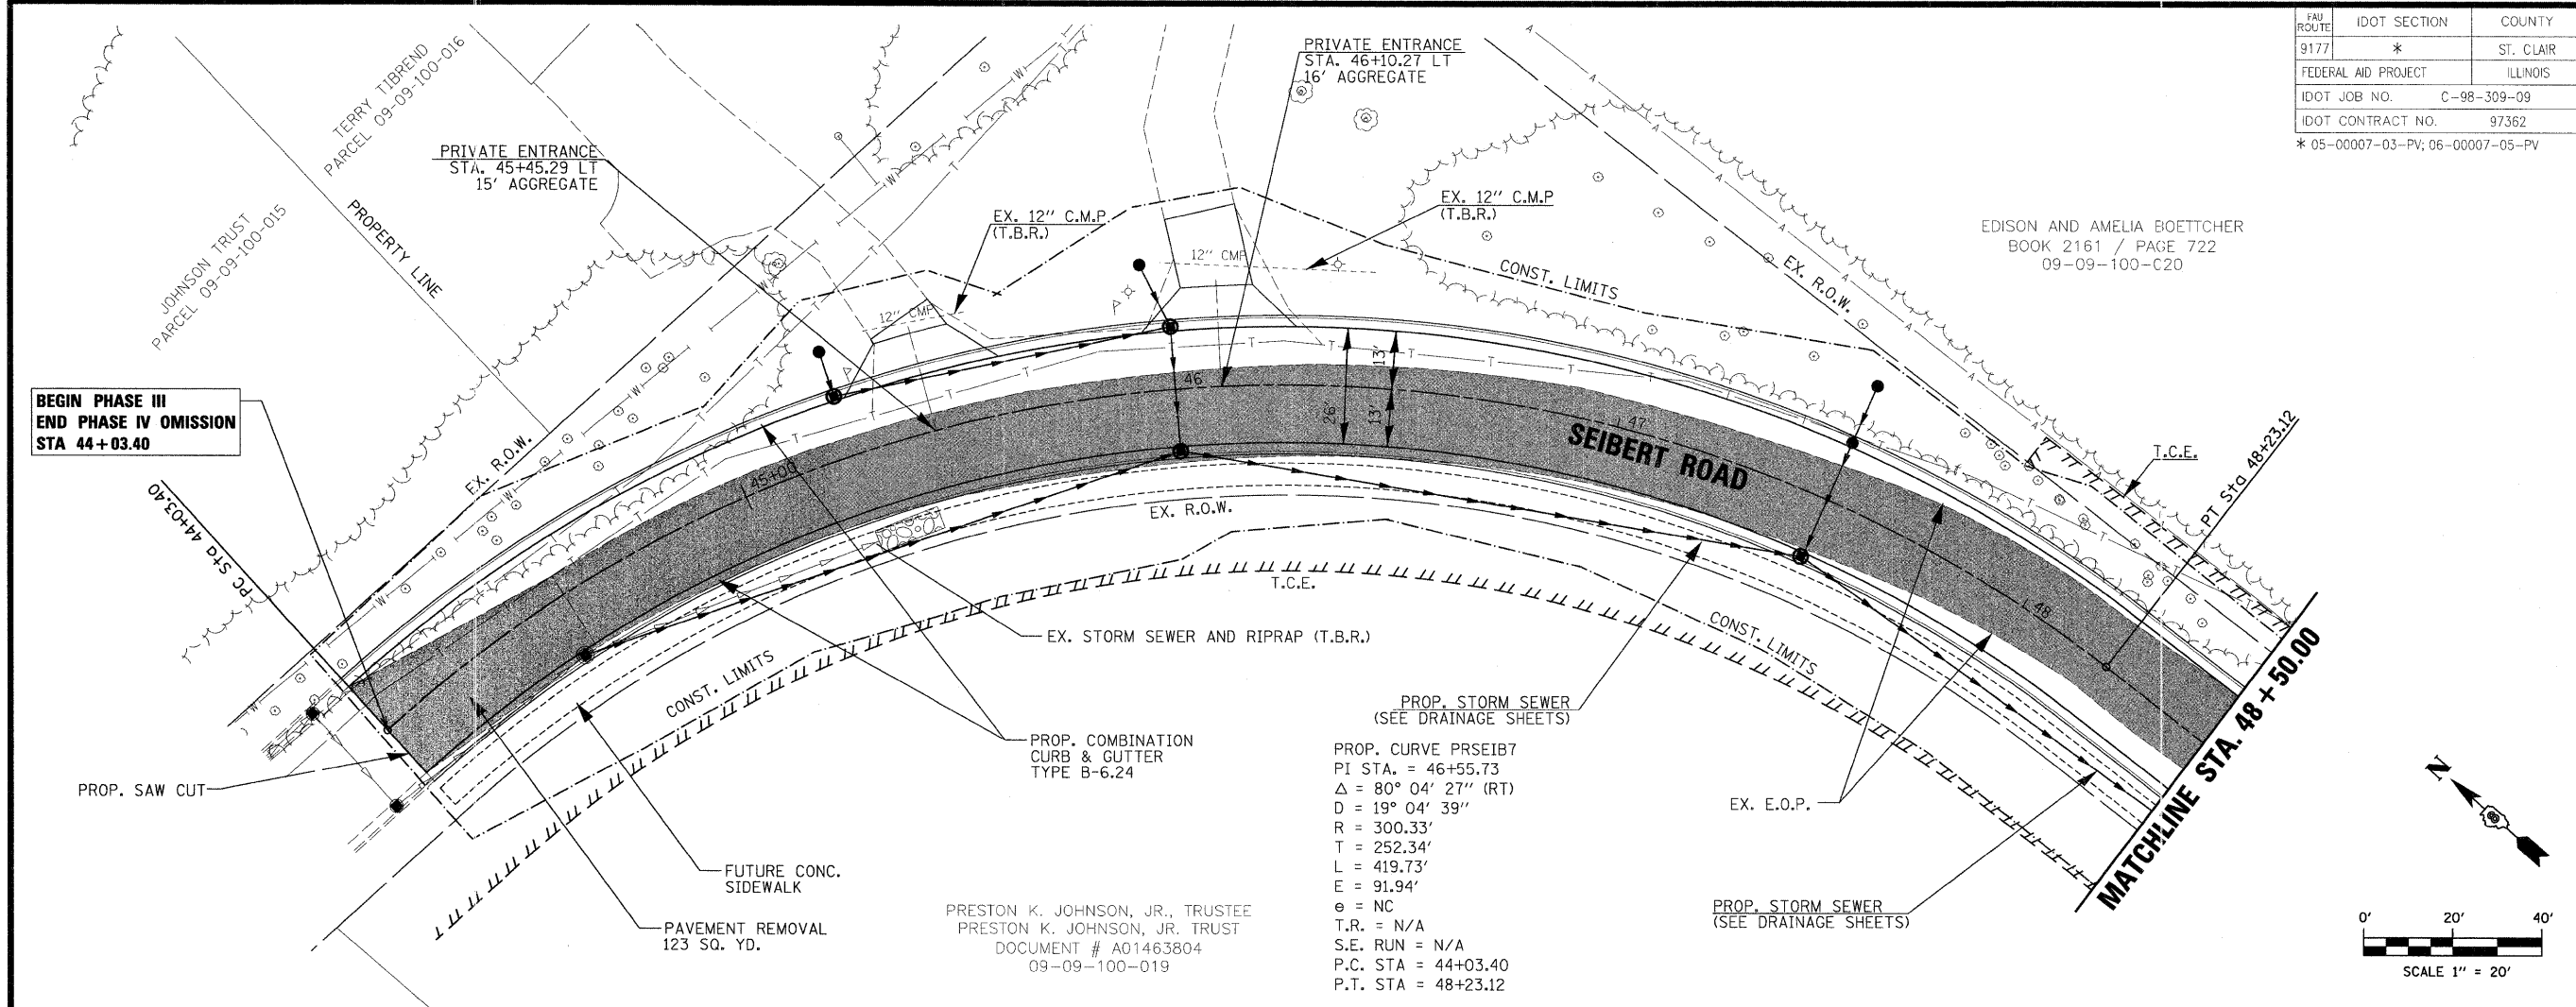 FAU ROUTE IDOT SECTION COUNTY
9177 * ST. CLAIR
FEDERAL AID PROJECT ILLINOIS
IDOT JOB NO. C-98-309-09
IDOT CONTRACT NO. 97362
* 05-00007-03-PV; 06-00007-05-PV
TERRY TIBREND
PARCEL 09-09-100-016
PRIVATE ENTRANCE
STA. 46+10.27 LT
16' AGGREGATE
PRIVATE ENTRANCE
STA. 45+45.29 LT
15' AGGREGATE
JOHNSON TRUST
PARCEL 09-09-100-015
PROPERTY LINE
EX. 12'' C.M.P
(T.B.R.)
EX. 12'' C.M.P
(T.B.R.)
12'' CMP
12'' CMP
CONST. LIMITS
EX. R.O.W.
EDISON AND AMELIA BOETTCHER
BOOK 2161 / PAGE 722
09-09-100-C20
BEGIN PHASE III
END PHASE IV OMISSION
STA 44+03.40
EX. R.O.W.
PC Sta 44+03.40
45+00
46
47
48
13'
26'
13'
SEIBERT ROAD
T.C.E.
PT Sta 48+23.12
EX. R.O.W.
T.C.E.
CONST. LIMITS
CONST. LIMITS
EX. STORM SEWER AND RIPRAP (T.B.R.)
PROP. COMBINATION
CURB & GUTTER
TYPE B-6.24
PROP. SAW CUT
FUTURE CONC.
SIDEWALK
PAVEMENT REMOVAL
123 SQ. YD.
PRESTON K. JOHNSON, JR., TRUSTEE
PRESTON K. JOHNSON, JR. TRUST
DOCUMENT # A01463804
09-09-100-019
PROP. STORM SEWER
(SEE DRAINAGE SHEETS)
PROP. CURVE PRSEIB7
PI STA. = 46+55.73
Δ = 80° 04' 27'' (RT)
D = 19° 04' 39''
R = 300.33'
T = 252.34'
L = 419.73'
E = 91.94'
e = NC
T.R. = N/A
S.E. RUN = N/A
P.C. STA = 44+03.40
P.T. STA = 48+23.12
EX. E.O.P.
PROP. STORM SEWER
(SEE DRAINAGE SHEETS)
MATCHLINE STA. 48+50.00
N
0' 20' 40'
SCALE 1'' = 20'